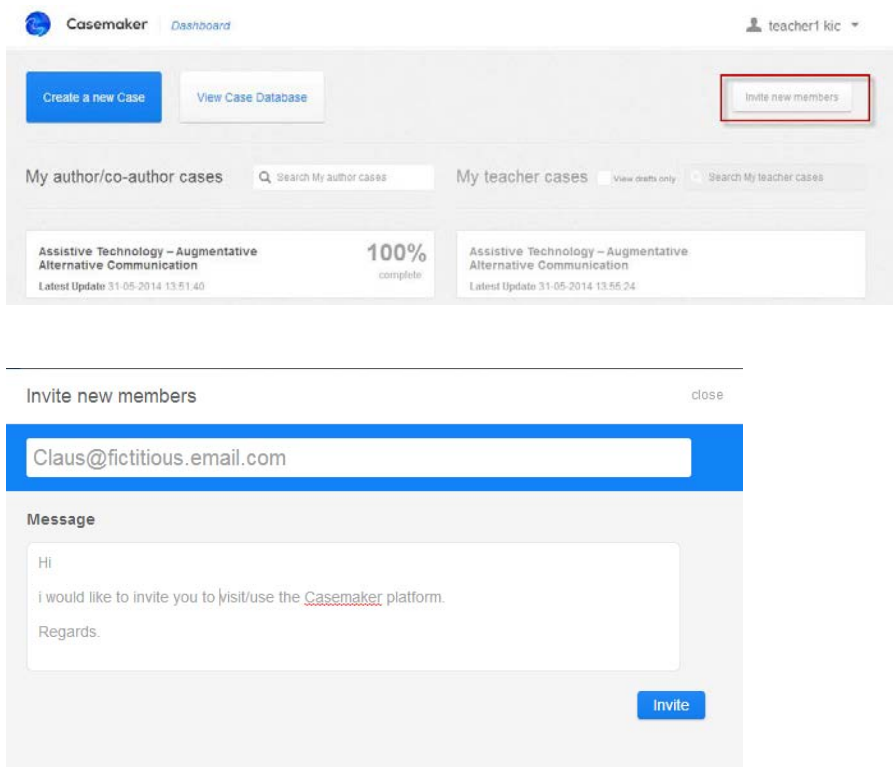 Casemaker Dashboard teacher1 kic
Create a new Case View Case Database Invite new members
My author/co-author cases Search My author cases My teacher cases View drafts only Search My teacher cases
Assistive Technology – Augmentative
Alternative Communication
Latest Update 31-05-2014 13:51:40
100%
complete
Assistive Technology – Augmentative
Alternative Communication
Latest Update 31-05-2014 13:55:24
Invite new members close
Claus@fictitious.email.com
Message
Hi
i would like to invite you to visit/use the Casemaker platform.
Regards.
Invite